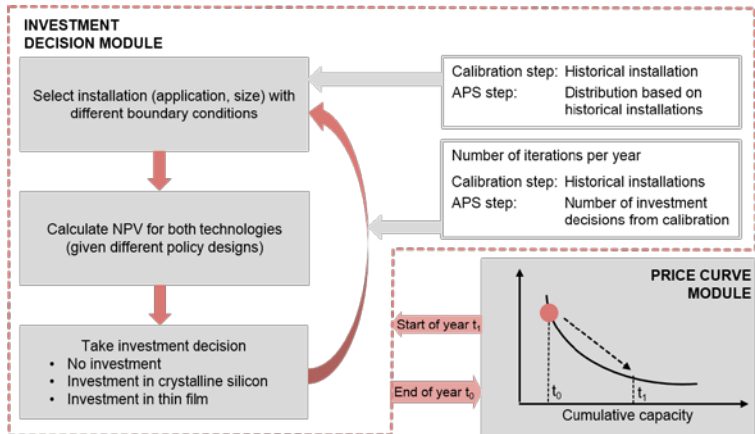 INVESTMENT
DECISION MODULE
Select installation (application, size) with
different boundary conditions
Calibration step: Historical installation
APS step: Distribution based on
historical installations
Number of iterations per year
Calibration step: Historical installations
APS step: Number of investment
decisions from calibration
Calculate NPV for both technologies
(given different policy designs)
Take investment decision
• No investment
• Investment in crystalline silicon
• Investment in thin film
Start of year t₁
End of year t₀
PRICE CURVE
MODULE
t₀
t₁
Cumulative capacity